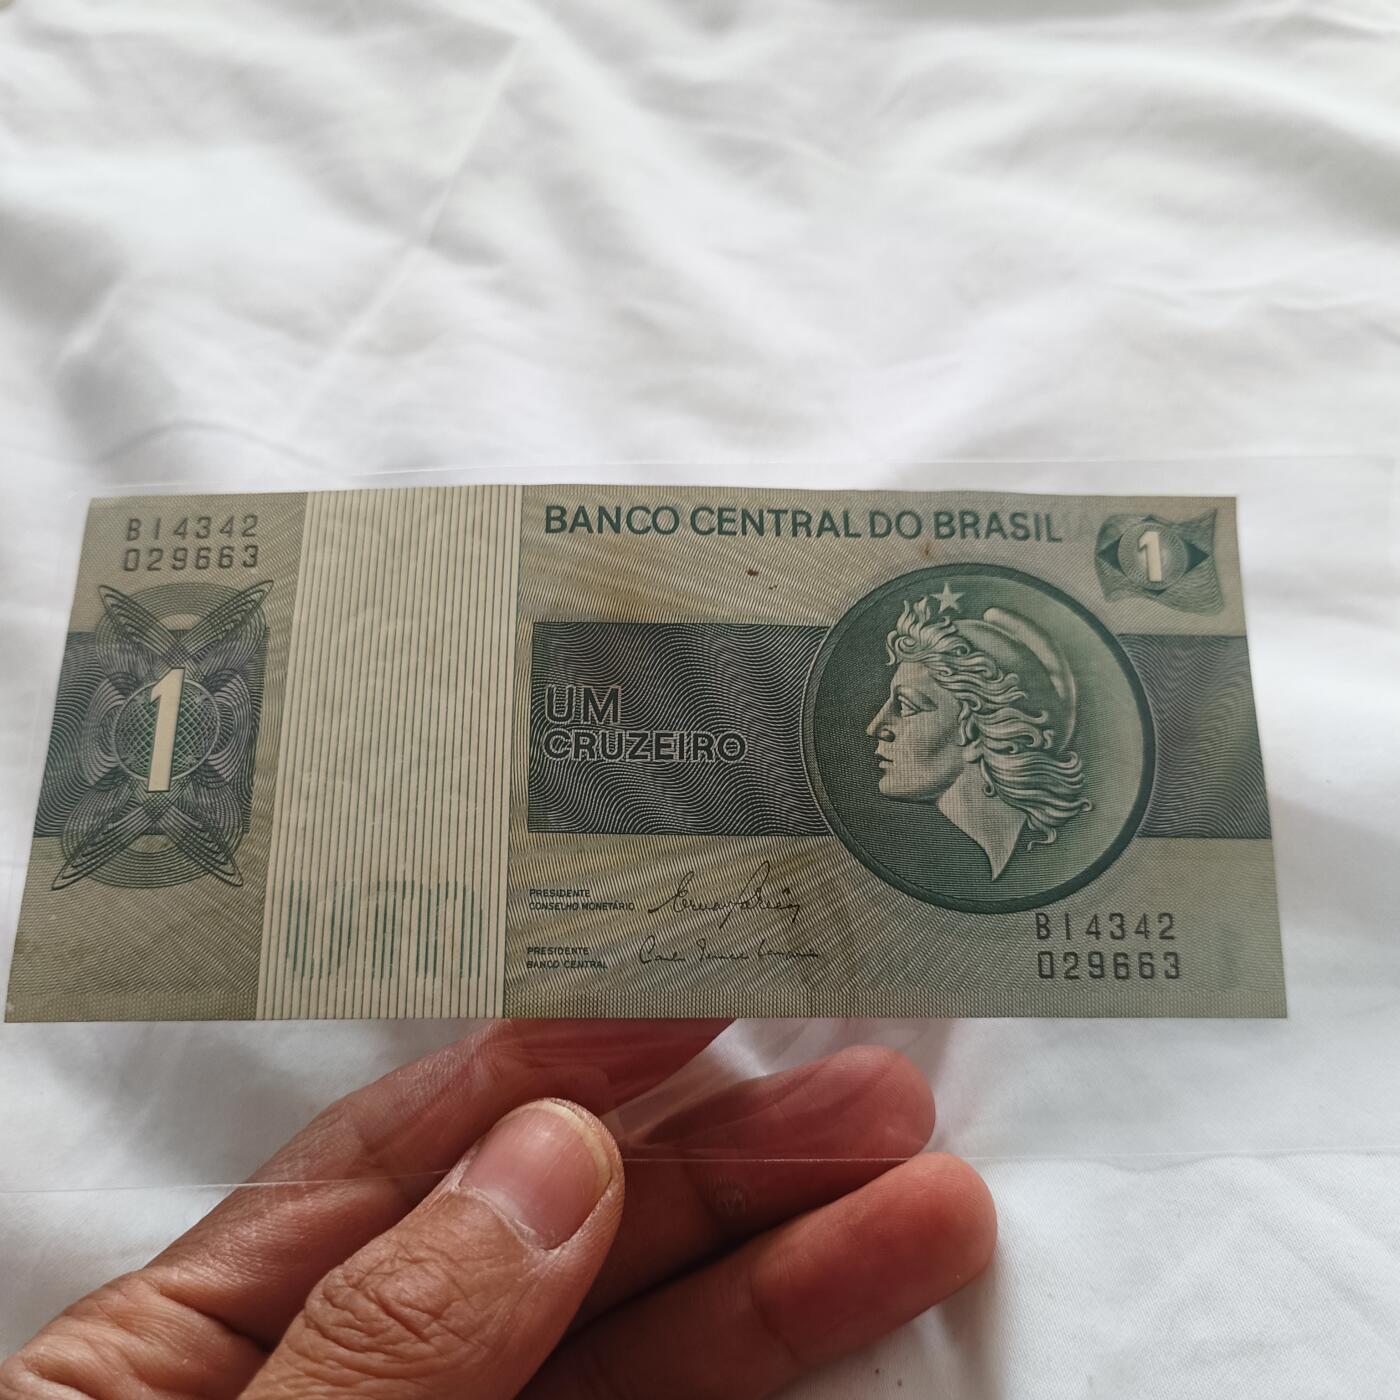 B14342
029663
BANCO CENTRAL DO BRASIL
1
1
UM
CRUZEIRO
PRESIDENTE
CONSELHO MONETÁRIO
PRESIDENTE
BANCO CENTRAL
B14342
029663